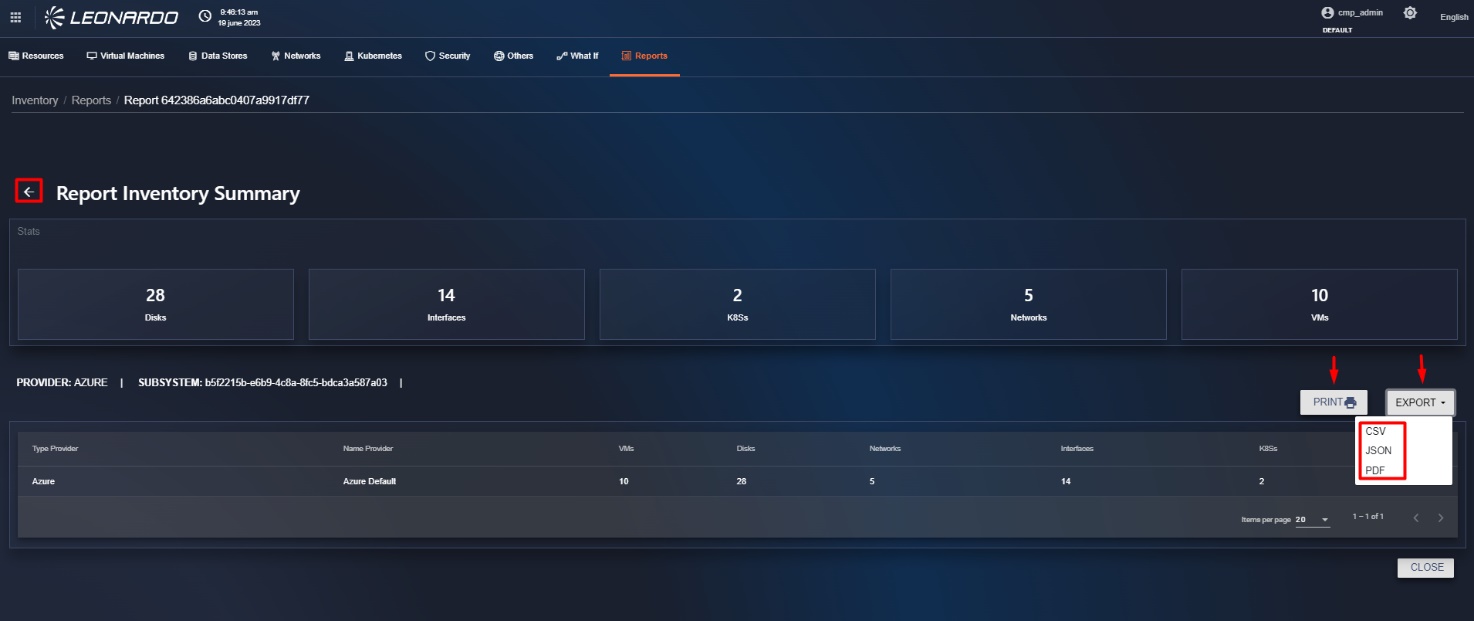 LEONARDO
9:46:13 am
19 june 2023
cmp_admin
DEFAULT
English
Resources Virtual Machines Data Stores Networks Kubernetes Security Others What If Reports
Inventory / Reports / Report 642386a6abc0407a9917df77
Report Inventory Summary
Stats
28 14 2 5 10
Disks Interfaces K8Ss Networks VMs
PROVIDER: AZURE | SUBSYSTEM: b5f2215b-e6b9-4c8a-8fc5-bdca3a587a03 |
PRINT EXPORT
CSV
JSON
PDF
Type Provider Name Provider VMs Disks Networks Interfaces K8Ss
Azure Azure Default 10 28 5 14 2
Items per page 20 1 – 1 of 1
CLOSE